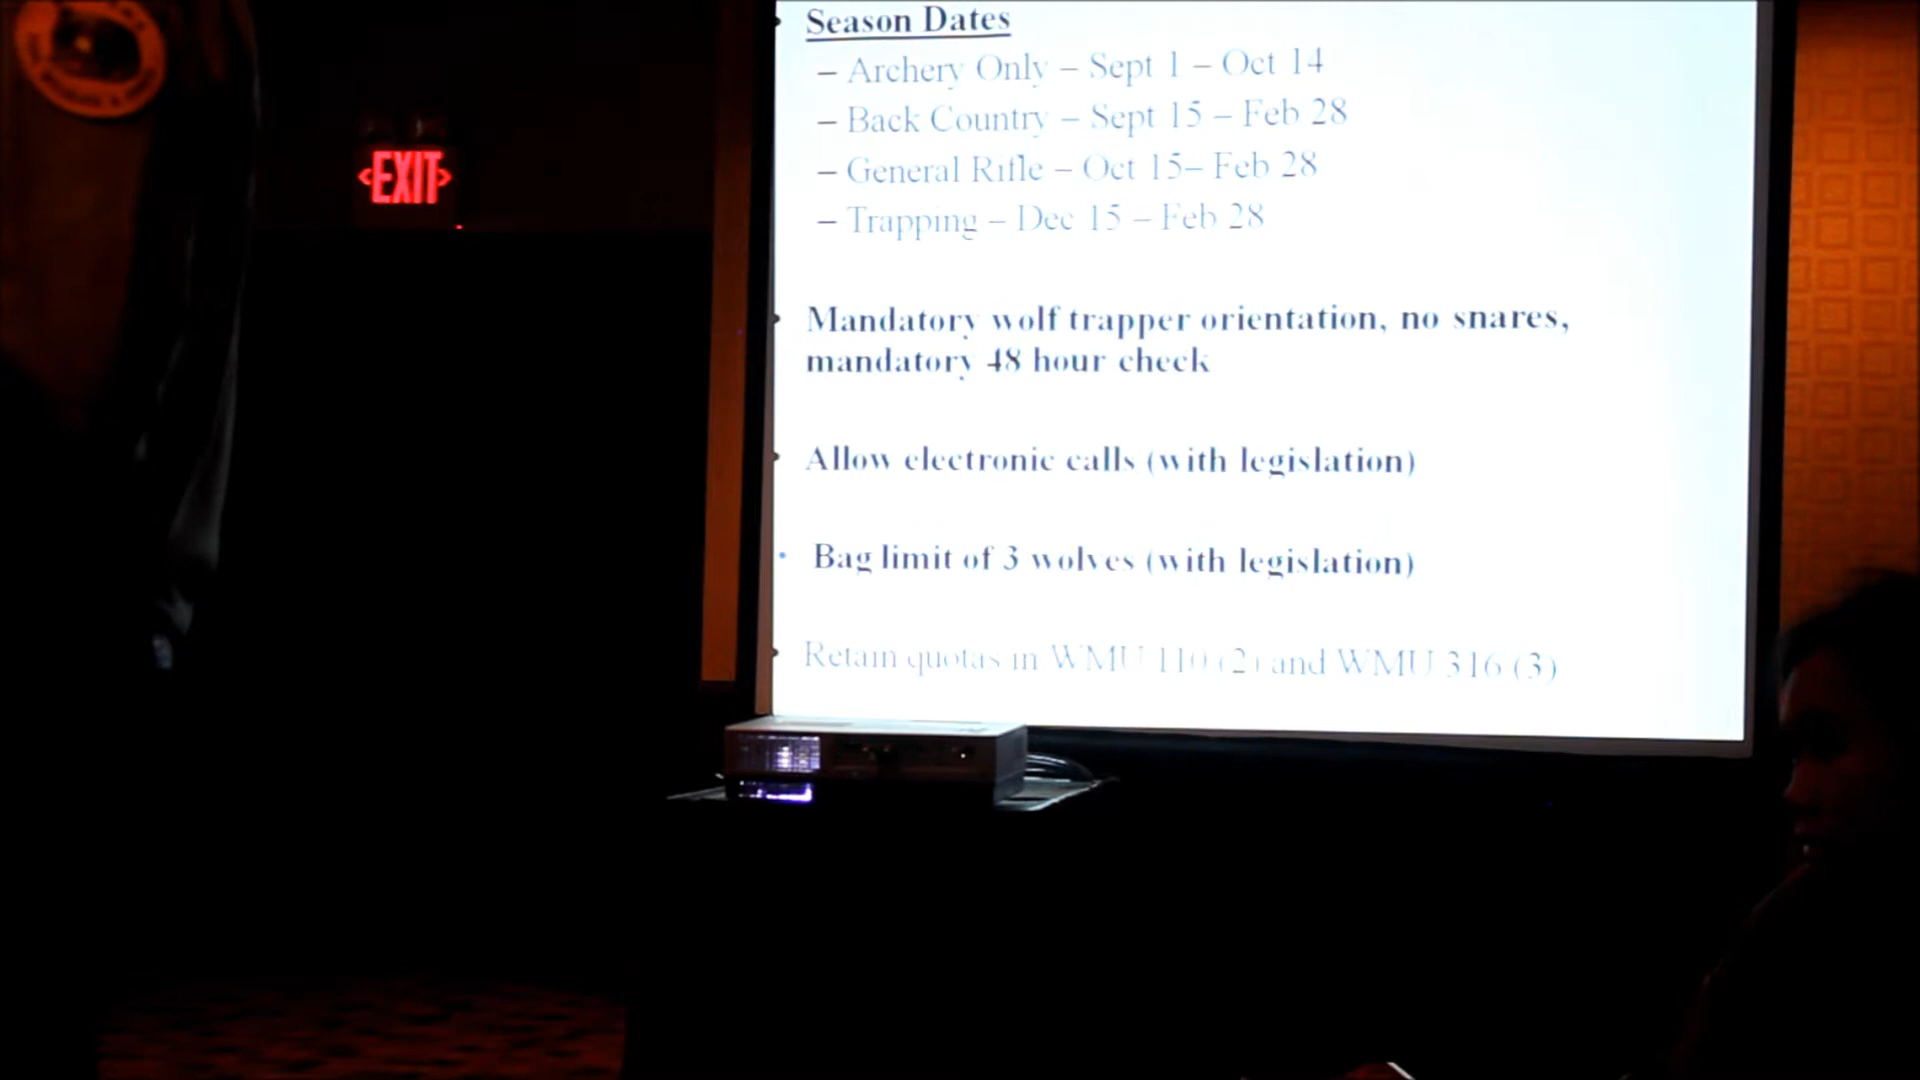 Season Dates
– Archery Only – Sept 1 – Oct 14
– Back Country – Sept 15 – Feb 28
– General Rifle – Oct 15– Feb 28
– Trapping – Dec 15 – Feb 28
EXIT
Mandatory wolf trapper orientation, no snares,
mandatory 48 hour check
Allow electronic calls (with legislation)
• Bag limit of 3 wolves (with legislation)
Retain quotas in WMU 110 (2) and WMU 316 (3)